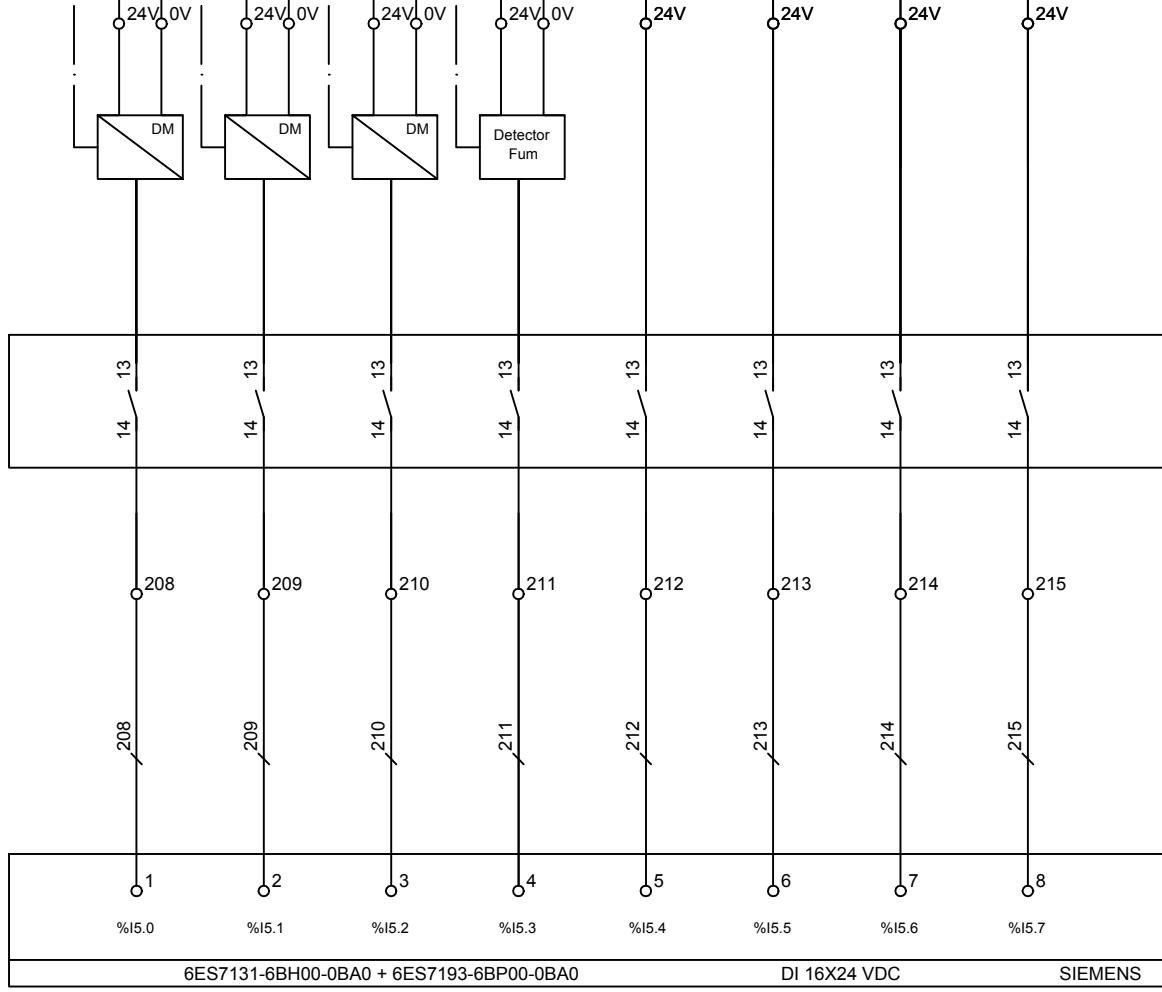 24V 0V 24V 0V 24V 0V 24V 0V 24V 24V 24V 24V
DM DM DM Detector
Fum
13 13 13 13 13 13 13 13
14 14 14 14 14 14 14 14
208 209 210 211 212 213 214 215
208 209 210 211 212 213 214 215
1 2 3 4 5 6 7 8
%I5.0 %I5.1 %I5.2 %I5.3 %I5.4 %I5.5 %I5.6 %I5.7
6ES7131-6BH00-0BA0 + 6ES7193-6BP00-0BA0 DI 16X24 VDC SIEMENS